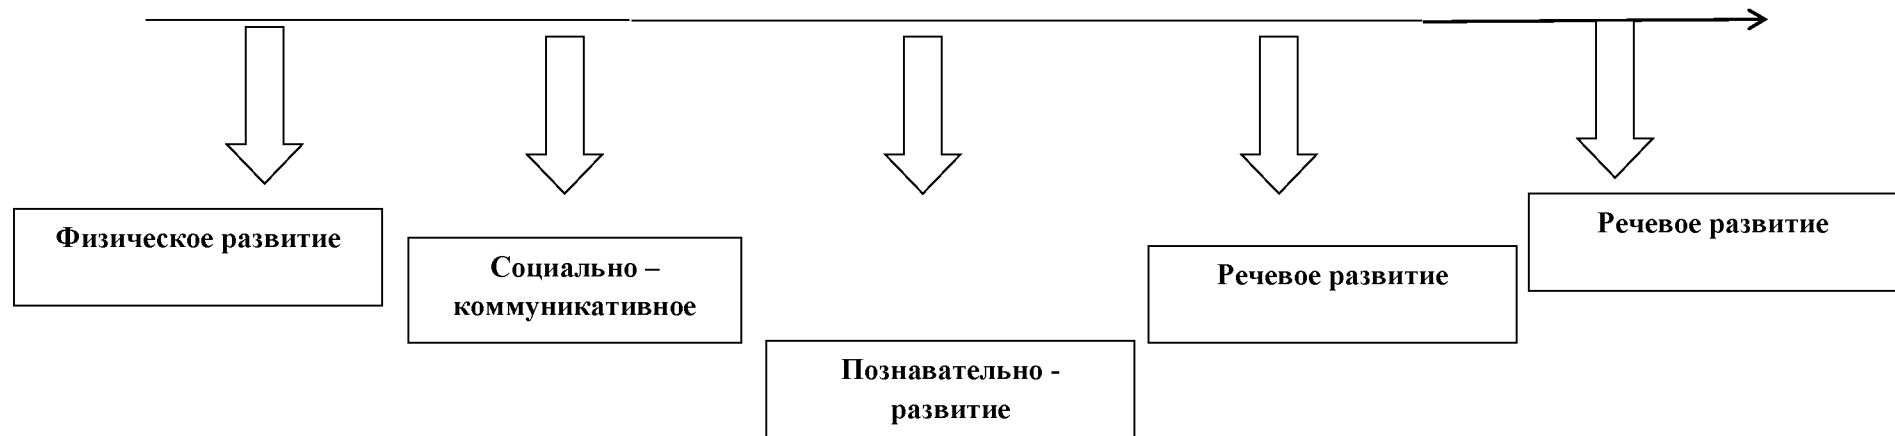 Физическое развитие
Социально –
коммуникативное
Познавательно -
развитие
Речевое развитие
Речевое развитие